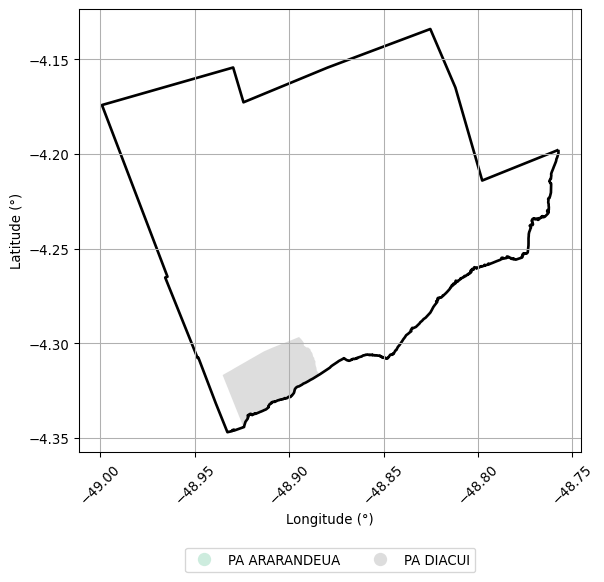 −4.15
−4.20
−4.25
−4.30
−4.35
Latitude (°)
−49.00
−48.95
−48.90
−48.85
−48.80
−48.75
Longitude (°)
PA ARARANDEUA
PA DIACUI